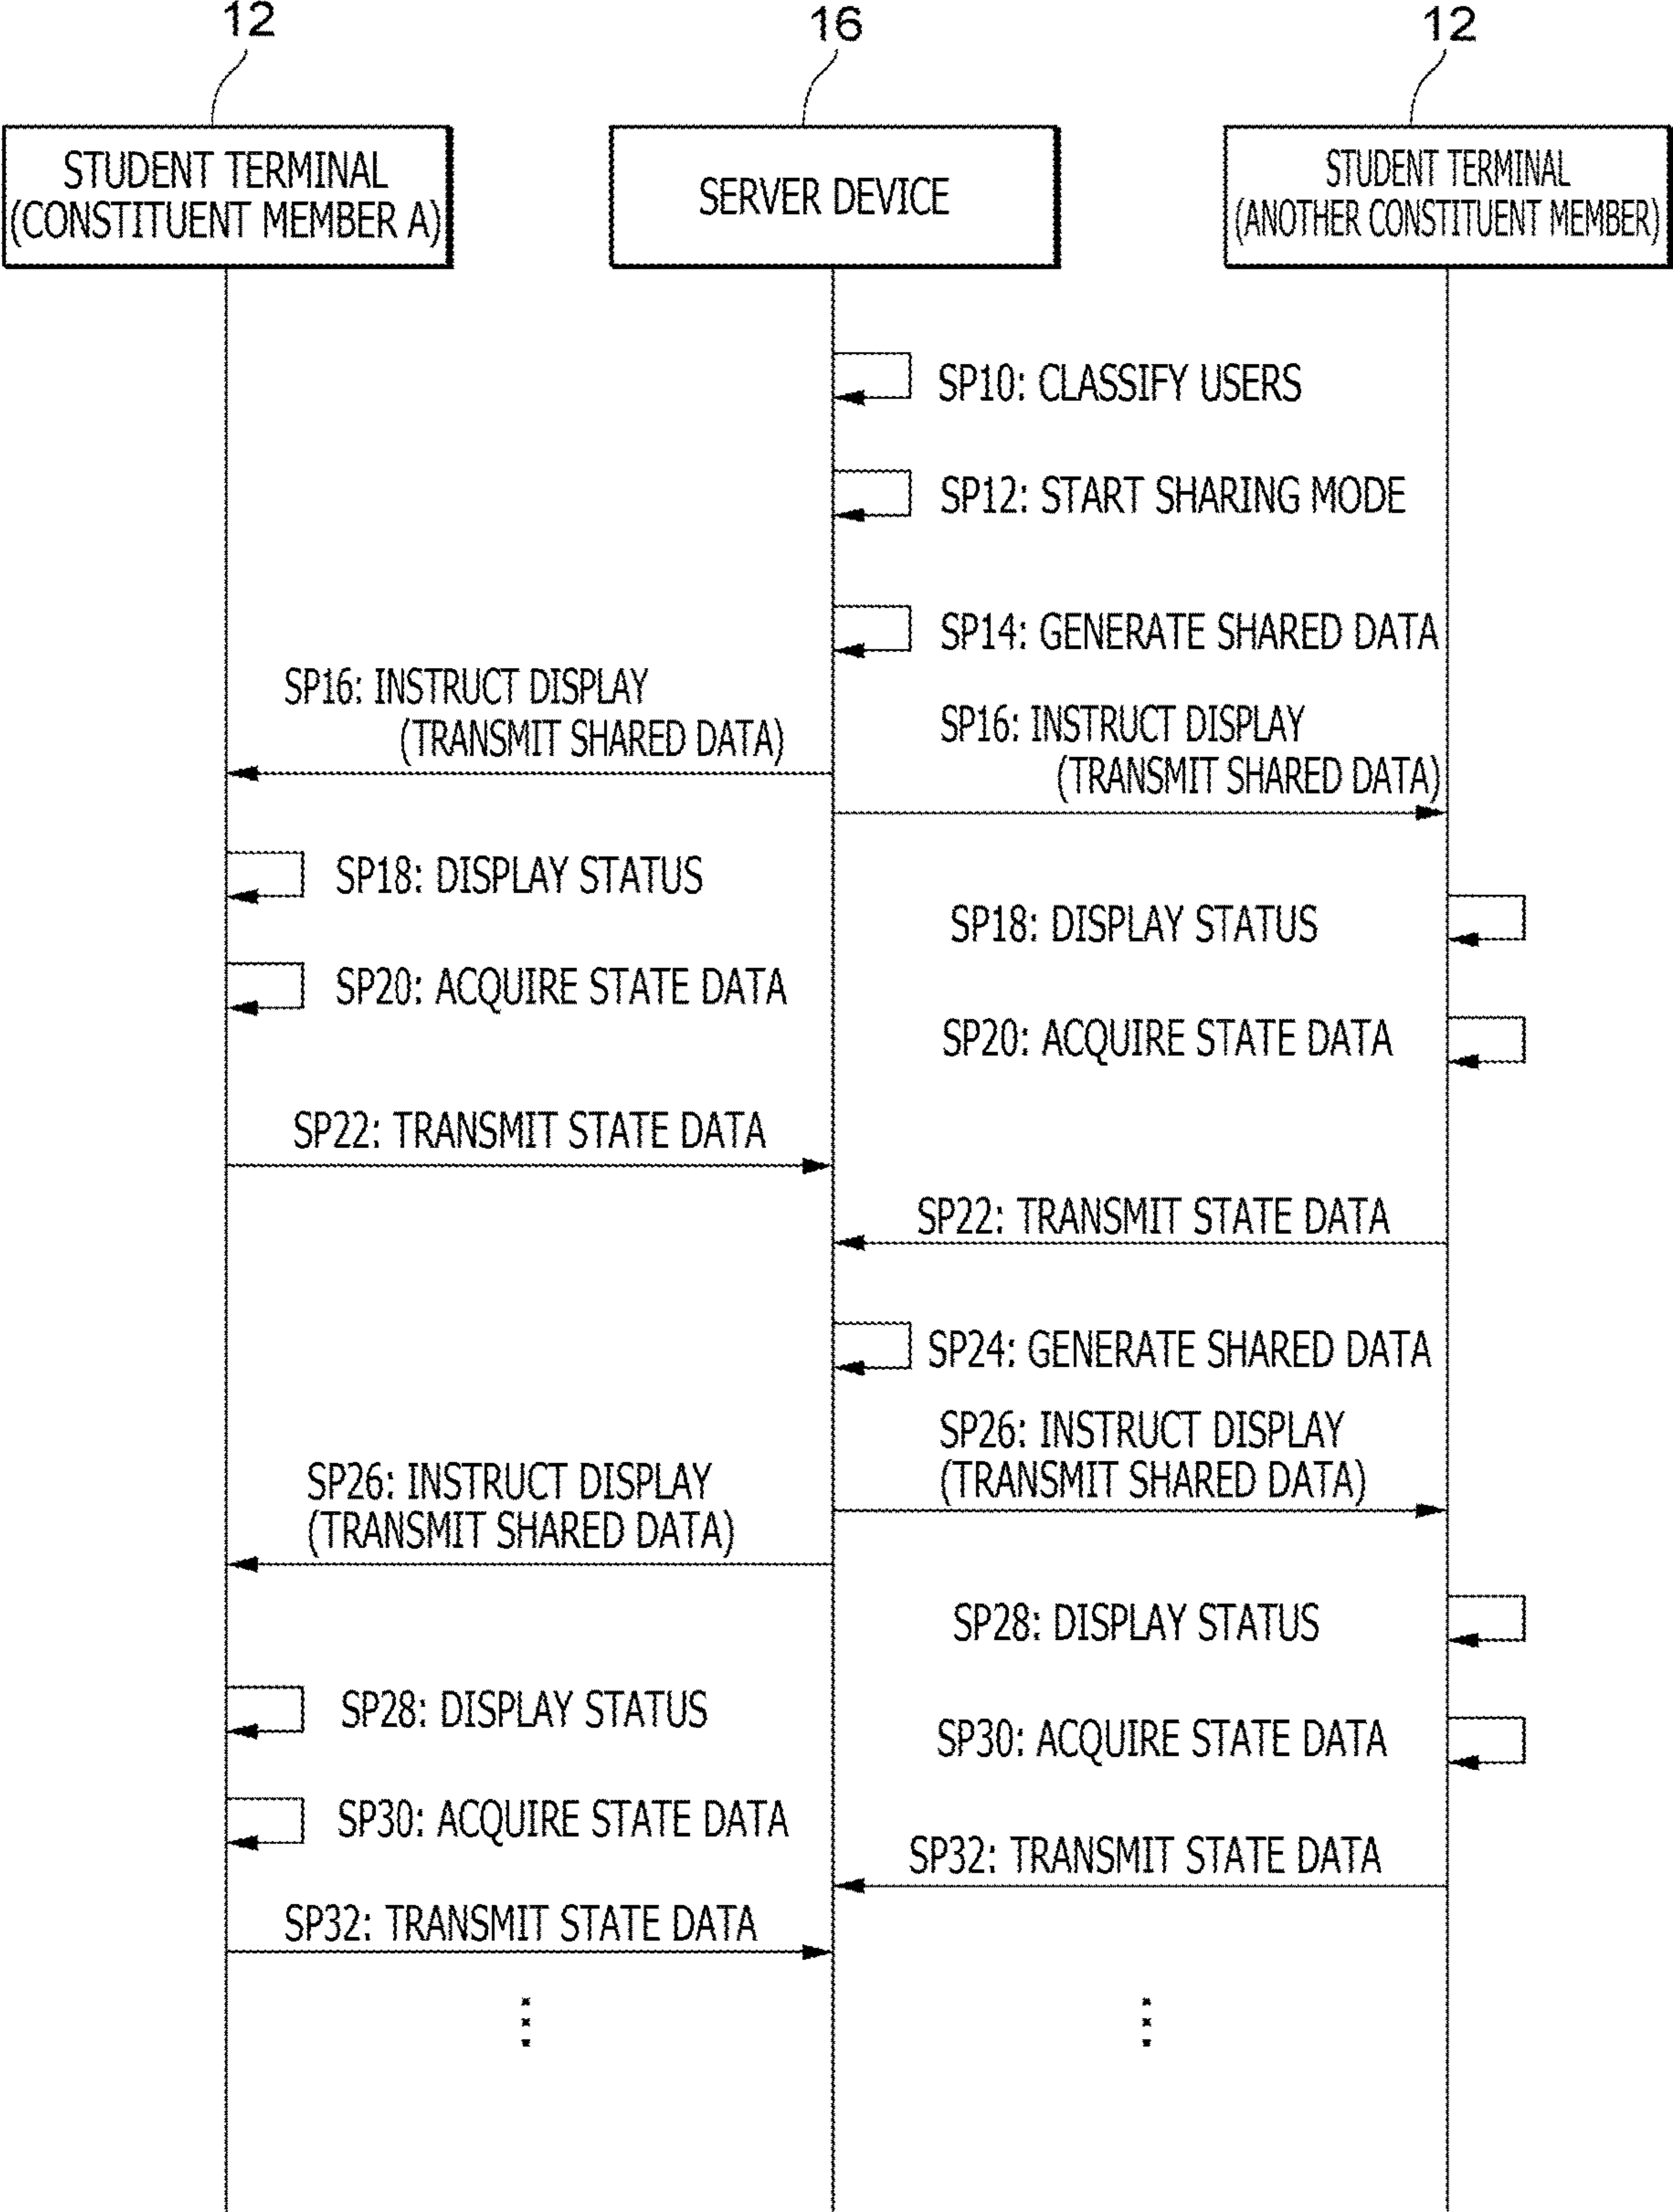 12
16
12
STUDENT TERMINAL
(CONSTITUENT MEMBER A)
SERVER DEVICE
STUDENT TERMINAL
(ANOTHER CONSTITUENT MEMBER)
SP10: CLASSIFY USERS
SP12: START SHARING MODE
SP14: GENERATE SHARED DATA
SP16: INSTRUCT DISPLAY
(TRANSMIT SHARED DATA)
SP16: INSTRUCT DISPLAY
(TRANSMIT SHARED DATA)
SP18: DISPLAY STATUS
SP18: DISPLAY STATUS
SP20: ACQUIRE STATE DATA
SP20: ACQUIRE STATE DATA
SP22: TRANSMIT STATE DATA
SP22: TRANSMIT STATE DATA
SP24: GENERATE SHARED DATA
SP26: INSTRUCT DISPLAY
(TRANSMIT SHARED DATA)
SP26: INSTRUCT DISPLAY
(TRANSMIT SHARED DATA)
SP28: DISPLAY STATUS
SP28: DISPLAY STATUS
SP30: ACQUIRE STATE DATA
SP30: ACQUIRE STATE DATA
SP32: TRANSMIT STATE DATA
SP32: TRANSMIT STATE DATA